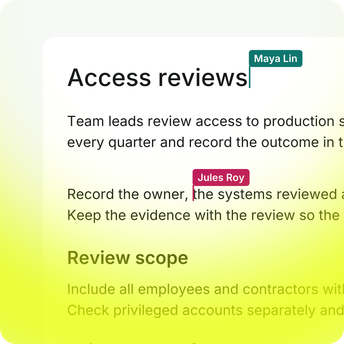 Maya Lin
Access reviews
Team leads review access to production
every quarter and record the outcome in
Jules Roy
Record the owner, the systems reviewed
Keep the evidence with the review so the
Review scope
Include all employees and contractors
Check privileged accounts separately and